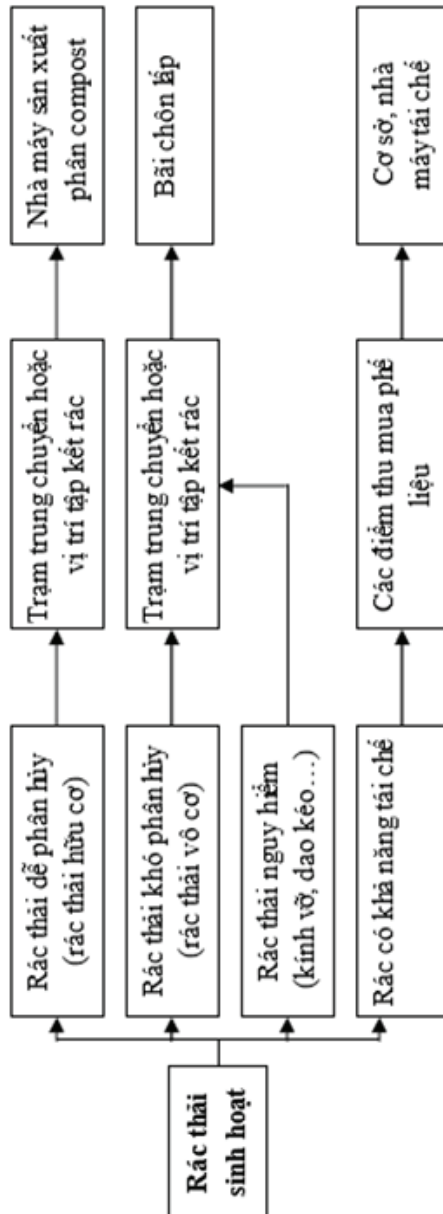 Rác thải
sinh hoạt
Rác thải dễ phân hủy
(rác thải hữu cơ)
Trạm trung chuyển hoặc
vị trí tập kết rác
Nhà máy sản xuất
phân compost
Rác thải khó phân hủy
(rác thải vô cơ)
Trạm trung chuyển hoặc
vị trí tập kết rác
Bãi chôn lấp
Rác thải nguy hiểm
(kính vỡ, dao kéo…)
Rác có khả năng tái chế
Các điểm thu mua phế
liệu
Cơ sở, nhà
máy tái chế